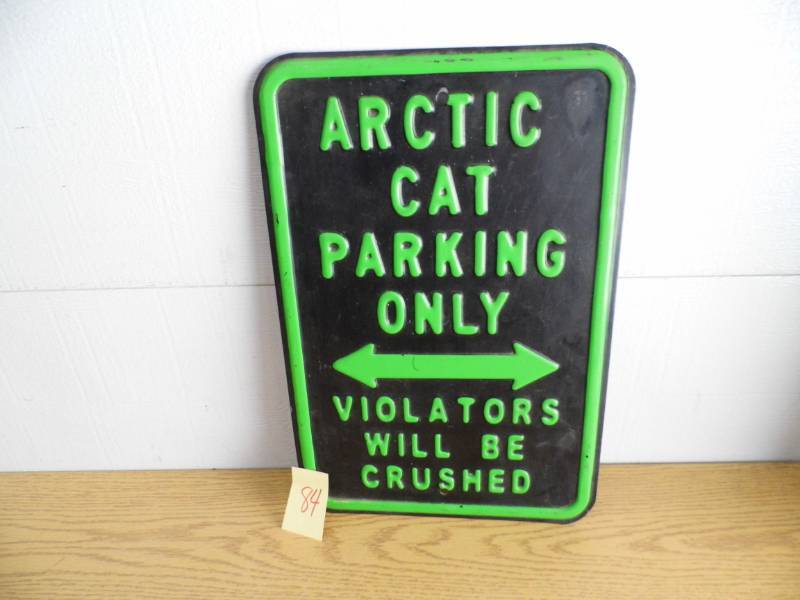 ARCTIC
CAT
PARKING
ONLY
VIOLATORS
WILL BE
CRUSHED
84